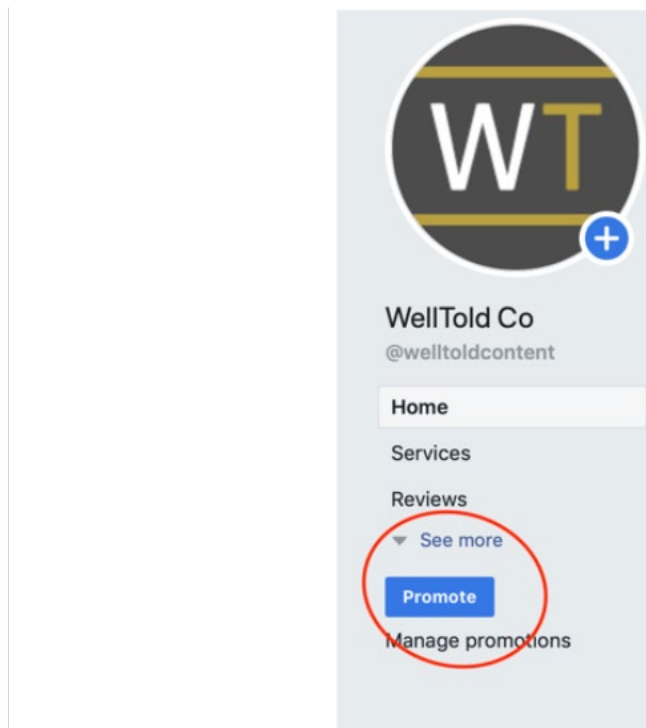 WT
WellTold Co
@welltoldcontent
Home
Services
Reviews
See more
Promote
Manage promotions